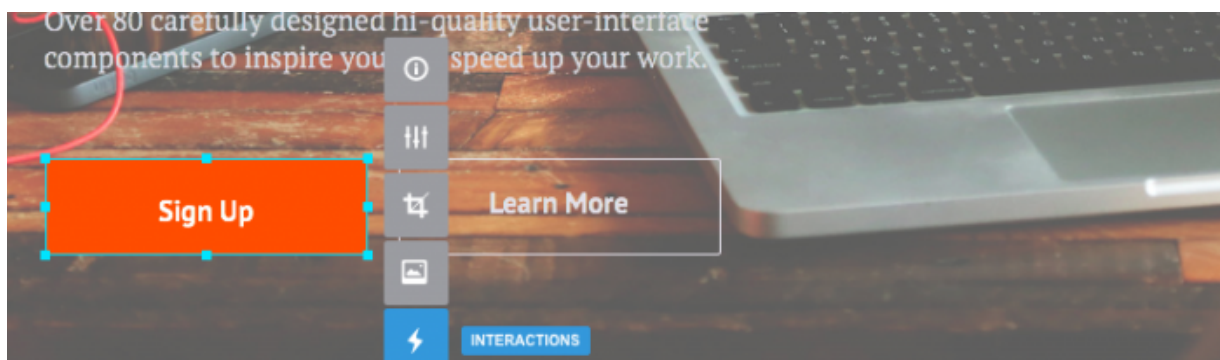 Over 80 carefully designed hi-quality user-interface
components to inspire you speed up your work.
Sign Up
Learn More
INTERACTIONS